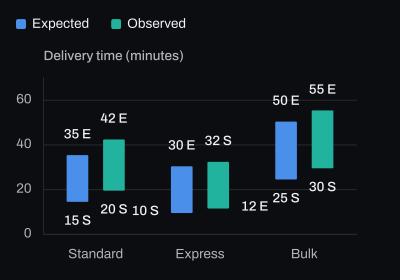 Expected Observed
Delivery time (minutes)
60
40
20
0
35 E 42 E 30 E 32 S 50 E 55 E
15 S 20 S 10 S 12 E 25 S 30 S
Standard Express Bulk